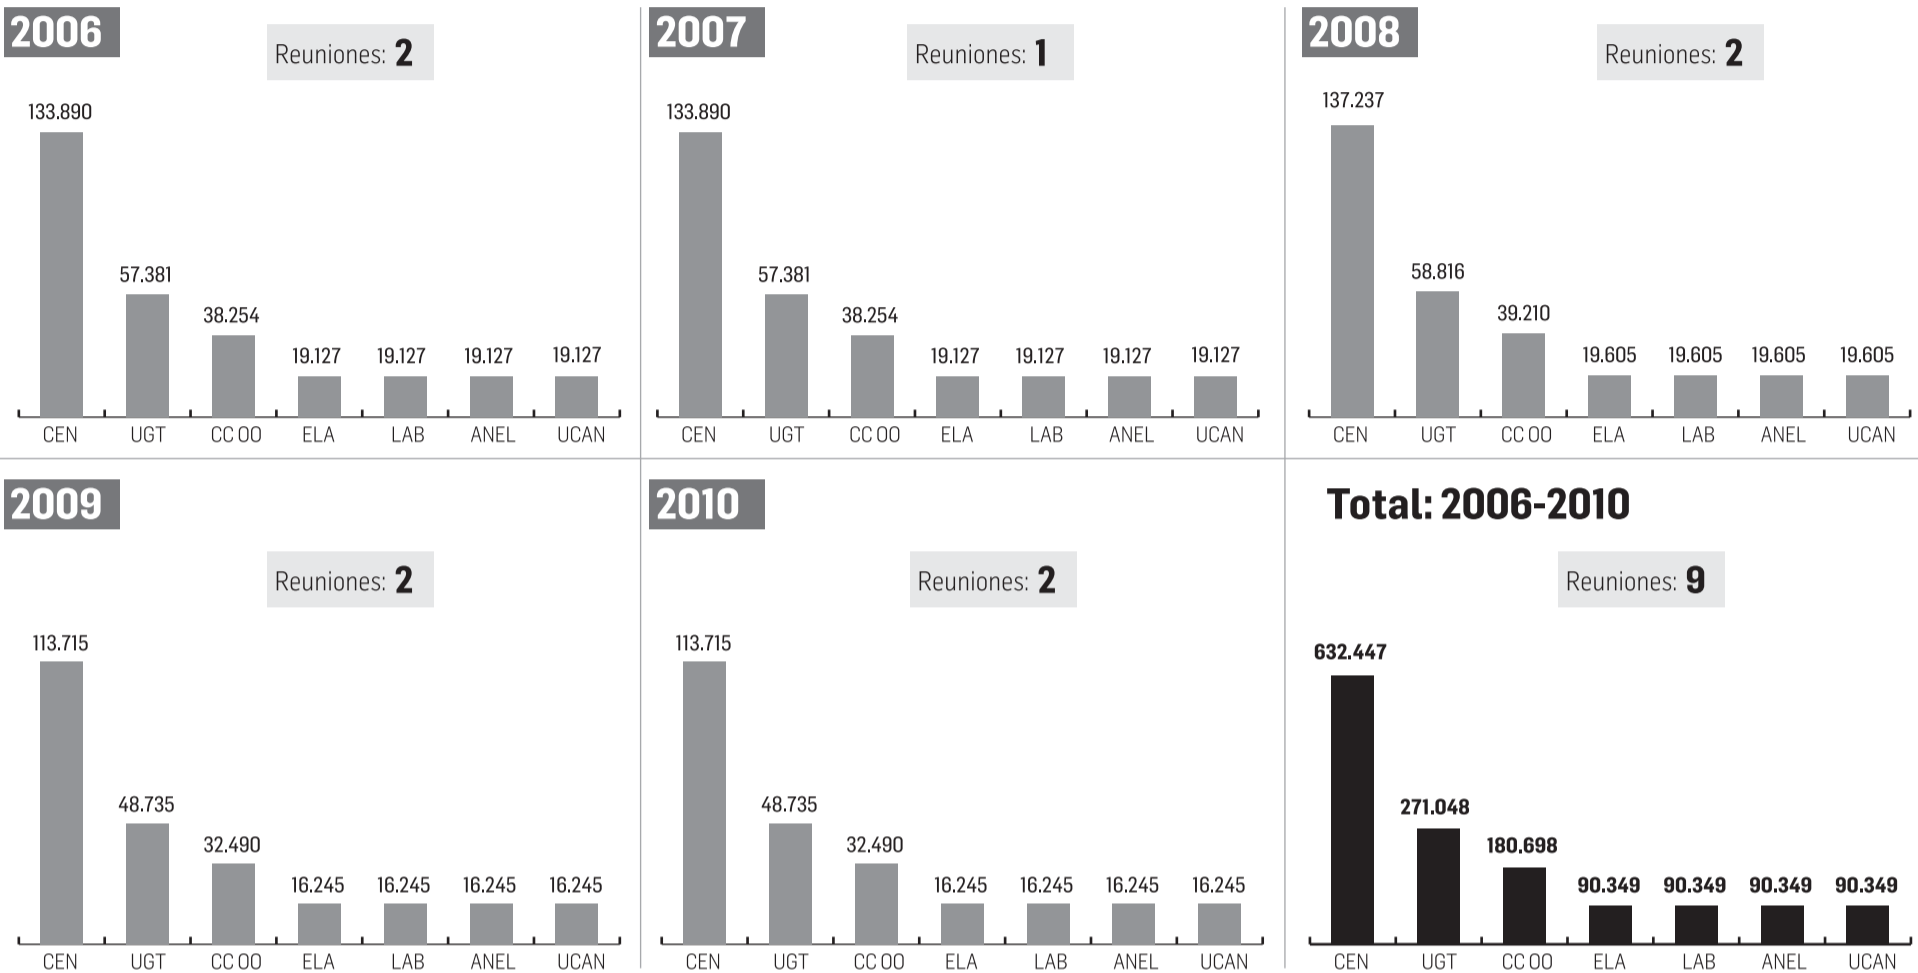 2006
Reuniones: 2
133.890
57.381
38.254
19.127 19.127 19.127 19.127
CEN UGT CC OO ELA LAB ANEL UCAN
2007
Reuniones: 1
133.890
57.381
38.254
19.127 19.127 19.127 19.127
CEN UGT CC OO ELA LAB ANEL UCAN
2008
Reuniones: 2
137.237
58.816
39.210
19.605 19.605 19.605 19.605
CEN UGT CC OO ELA LAB ANEL UCAN
2009
Reuniones: 2
113.715
48.735
32.490
16.245 16.245 16.245 16.245
CEN UGT CC OO ELA LAB ANEL UCAN
2010
Reuniones: 2
113.715
48.735
32.490
16.245 16.245 16.245 16.245
CEN UGT CC OO ELA LAB ANEL UCAN
Total: 2006-2010
Reuniones: 9
632.447
271.048
180.698
90.349 90.349 90.349 90.349
CEN UGT CC OO ELA LAB ANEL UCAN